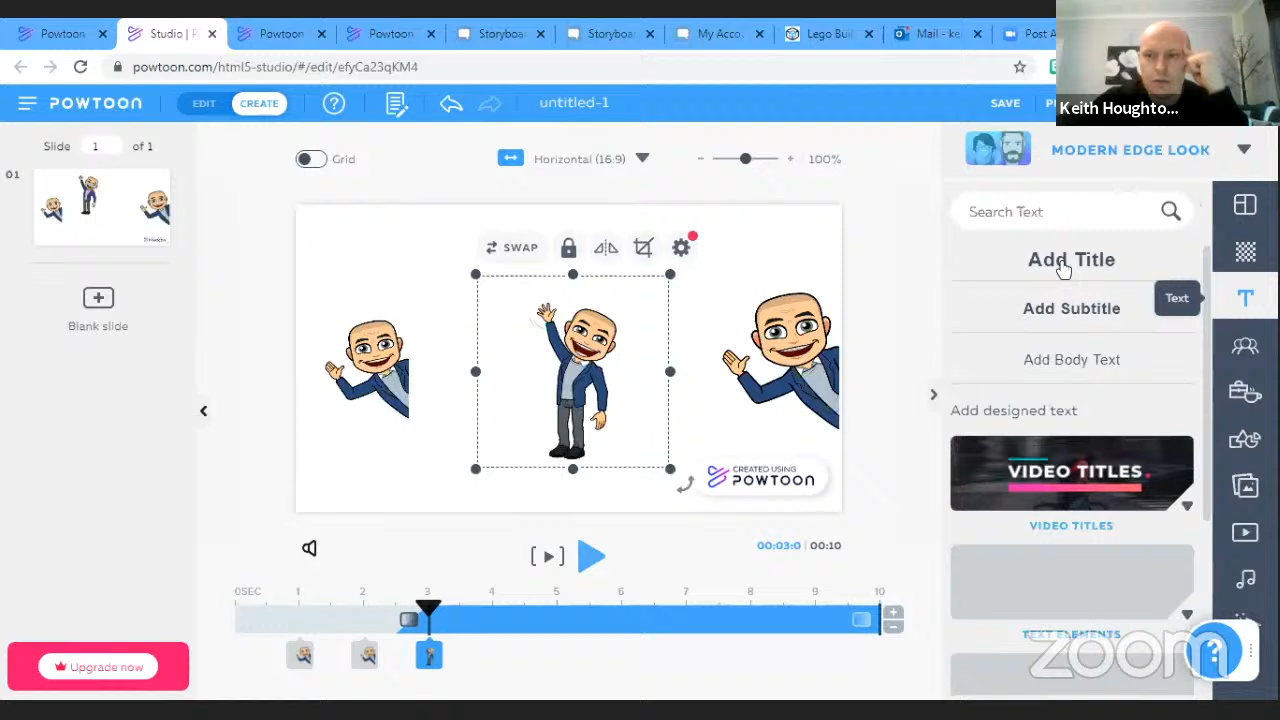 Powtoon
Studio | P
Powtoon
Powtoon
Storyboa
Storyboa
My Acco
Lego Bui
Mail - ke
Post A
powtoon.com/html5-studio/#/edit/efyCa23qKM4
Keith Houghto...
POWTOON
EDIT
CREATE
?
untitled-1
SAVE
Slide 1 of 1
Grid
Horizontal (16:9)
- + 100%
MODERN EDGE LOOK
01
Search Text
SWAP
Add Title
Text
Add Subtitle
Blank slide
Add Body Text
Add designed text
VIDEO TITLES.
CREATED USING
POWTOON
VIDEO TITLES
00:03:0 | 00:10
0SEC 1 2 3 4 5 6 7 8 9 10
+
-
TEXT ELEMENTS
Upgrade now
zoom
?